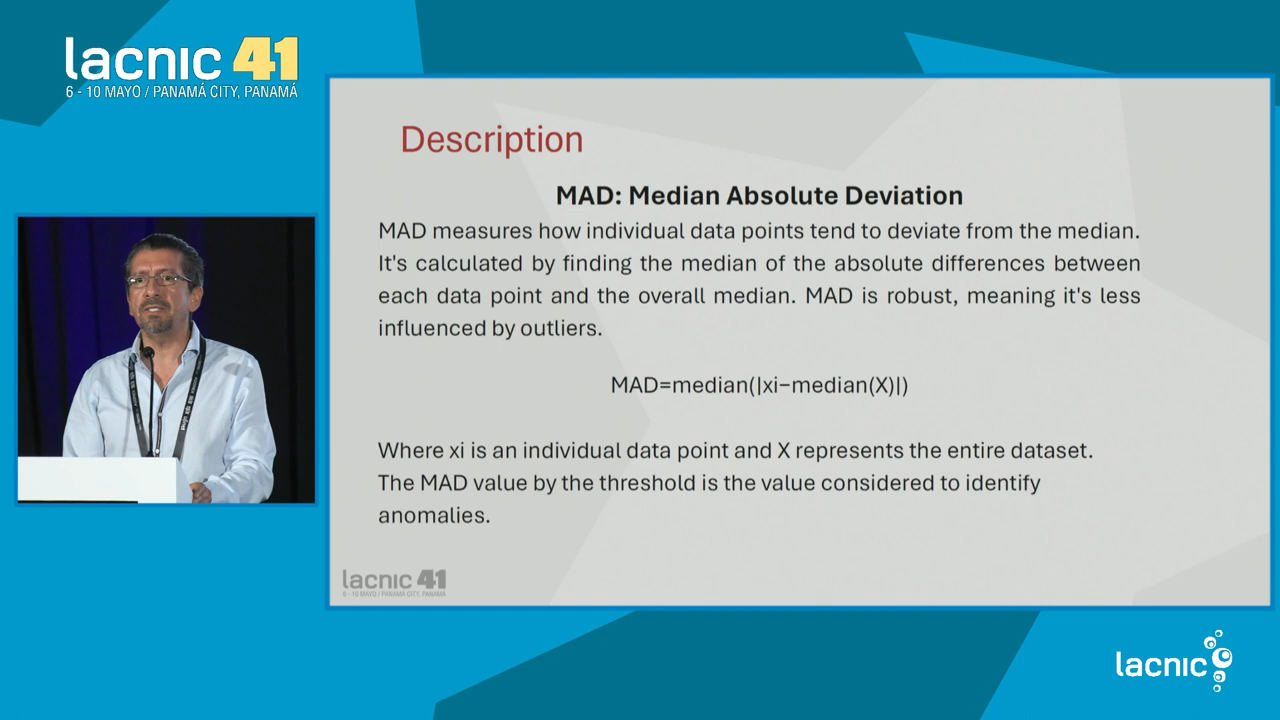 lacnic 41
6 - 10 MAYO / PANAMÁ CITY, PANAMÁ
Description
MAD: Median Absolute Deviation
MAD measures how individual data points tend to deviate from the median.
It's calculated by finding the median of the absolute differences between
each data point and the overall median. MAD is robust, meaning it's less
influenced by outliers.
MAD=median(|xi−median(X)|)
Where xi is an individual data point and X represents the entire dataset.
The MAD value by the threshold is the value considered to identify
anomalies.
lacnic 41
6 - 10 MAYO / PANAMÁ CITY, PANAMÁ
lacnic